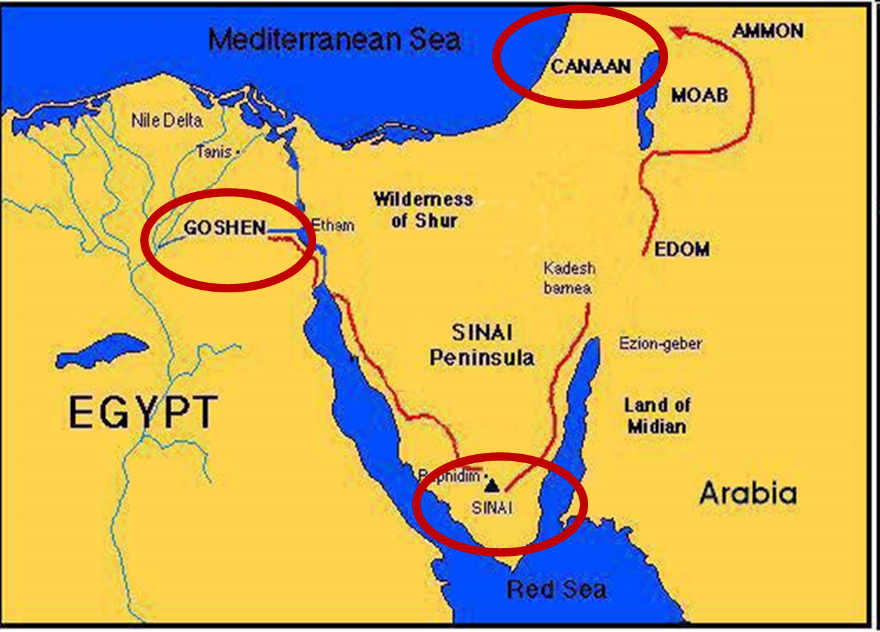 AMMON
Mediterranean Sea
CANAAN
MOAB
Nile Delta
Tanis
Wilderness
of Shur
GOSHEN
Etham
EDOM
Kadesh
barnea
SINAI
Peninsula
Ezion-geber
EGYPT
Land of
Midian
Rephidim
SINAI
Arabia
Red Sea